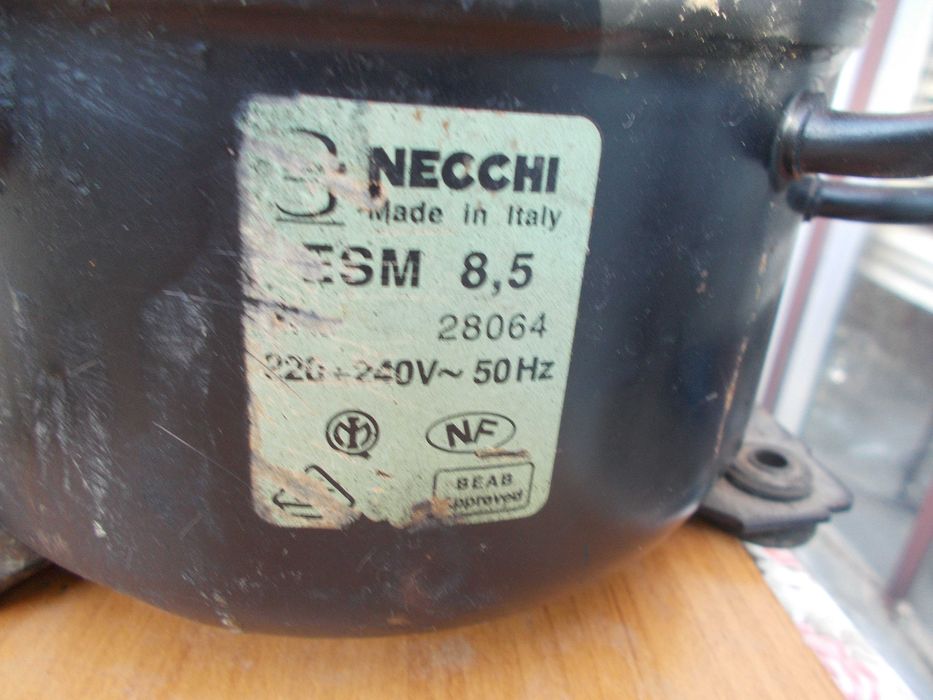 NECCHI
Made in Italy
ESM 8,5
28064
220÷240V~ 50Hz
NF
BEAB
approved